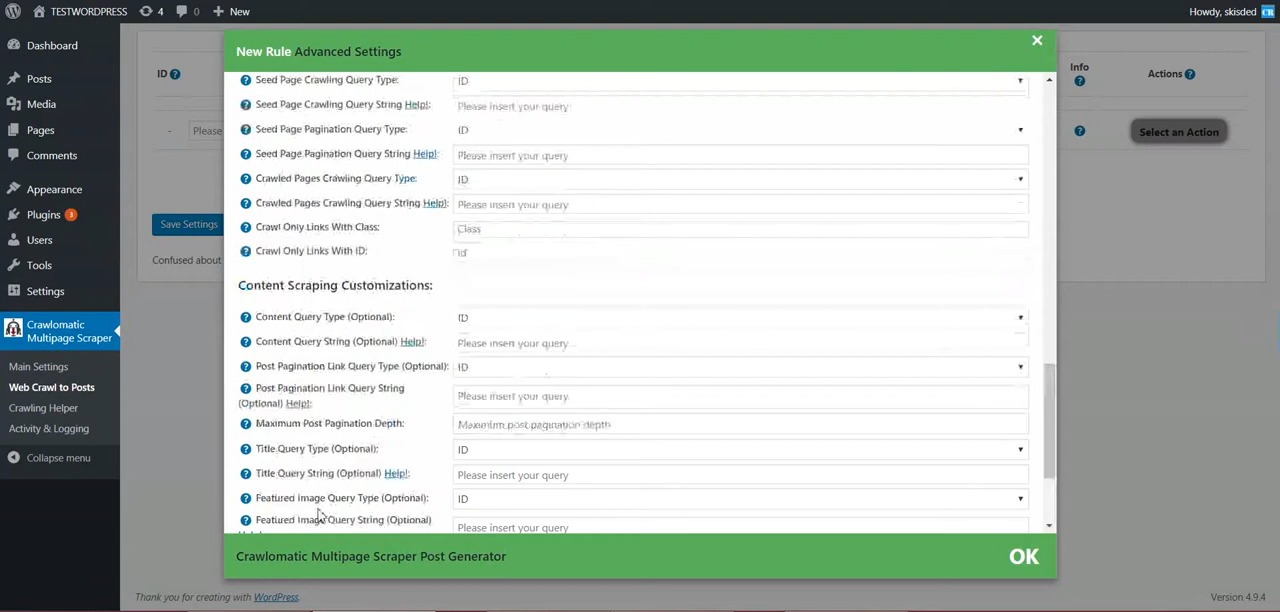 TESTWORDPRESS
4
0
New
Howdy, skisded
CR
Dashboard
Posts
Media
Pages
Comments
Appearance
Plugins 3
Users
Tools
Settings
Crawlomatic
Multipage Scraper
Main Settings
Web Crawl to Posts
Crawling Helper
Activity & Logging
Collapse menu
ID ?
Info
?
Actions ?
-
Please
?
Select an Action
Save Settings
Confused about
New Rule Advanced Settings
×
? Seed Page Crawling Query Type:
ID
? Seed Page Crawling Query String Help!:
Please insert your query
? Seed Page Pagination Query Type:
ID
? Seed Page Pagination Query String Help!:
Please insert your query
? Crawled Pages Crawling Query Type:
ID
? Crawled Pages Crawling Query String Help!:
Please insert your query
? Crawl Only Links With Class:
Class
? Crawl Only Links With ID:
Id
Content Scraping Customizations:
? Content Query Type (Optional):
ID
? Content Query String (Optional) Help!:
Please insert your query
? Post Pagination Link Query Type (Optional):
ID
? Post Pagination Link Query String
(Optional) Help!:
Please insert your query
? Maximum Post Pagination Depth:
Maximum post pagination depth
? Title Query Type (Optional):
ID
? Title Query String (Optional) Help!:
Please insert your query
? Featured Image Query Type (Optional):
ID
? Featured Image Query String (Optional)
Please insert your query
Crawlomatic Multipage Scraper Post Generator
OK
Thank you for creating with WordPress.
Version 4.9.4